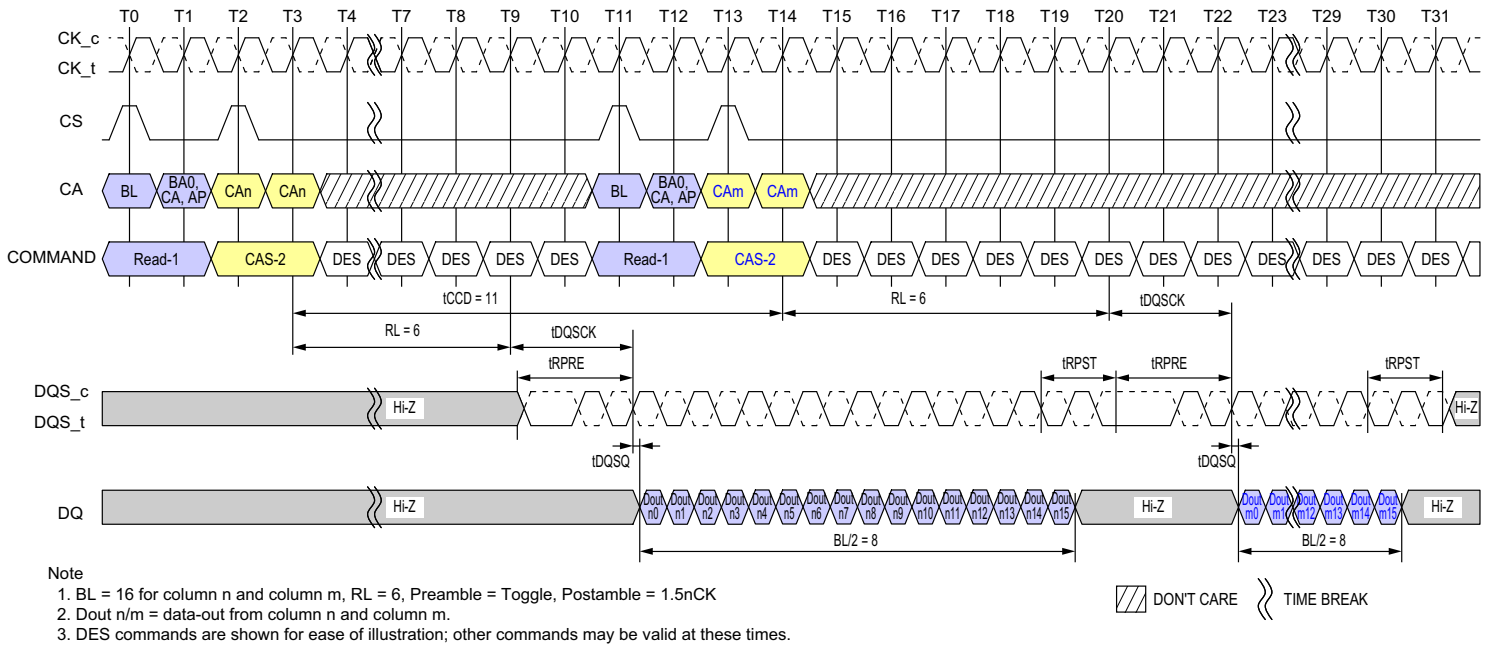 T0 T1 T2 T3 T4 T7 T8 T9 T10 T11 T12 T13 T14 T15 T16 T17 T18 T19 T20 T21 T22 T23 T29 T30 T31
CK_c
CK_t
CS
CA BL BA0, CA, AP CAn CAn BL BA0, CA, AP CAm CAm
COMMAND Read-1 CAS-2 DES DES DES DES DES Read-1 CAS-2 DES DES DES DES DES DES DES DES DES DES DES DES
tCCD = 11 RL = 6 tDQSCK
RL = 6 tDQSCK
tRPRE tRPST tRPRE tRPST
DQS_c
DQS_t
Hi-Z Hi-Z
tDQSQ tDQSQ
DQ Hi-Z Dout n0 Dout n1 Dout n2 Dout n3 Dout n4 Dout n5 Dout n6 Dout n7 Dout n8 Dout n9 Dout n10 Dout n11 Dout n12 Dout n13 Dout n14 Dout n15 Hi-Z Dout m0 Dout m1 Dout m12 Dout m13 Dout m14 Dout m15 Hi-Z
BL/2 = 8 BL/2 = 8
Note
1. BL = 16 for column n and column m, RL = 6, Preamble = Toggle, Postamble = 1.5nCK
2. Dout n/m = data-out from column n and column m.
3. DES commands are shown for ease of illustration; other commands may be valid at these times.
DON'T CARE TIME BREAK